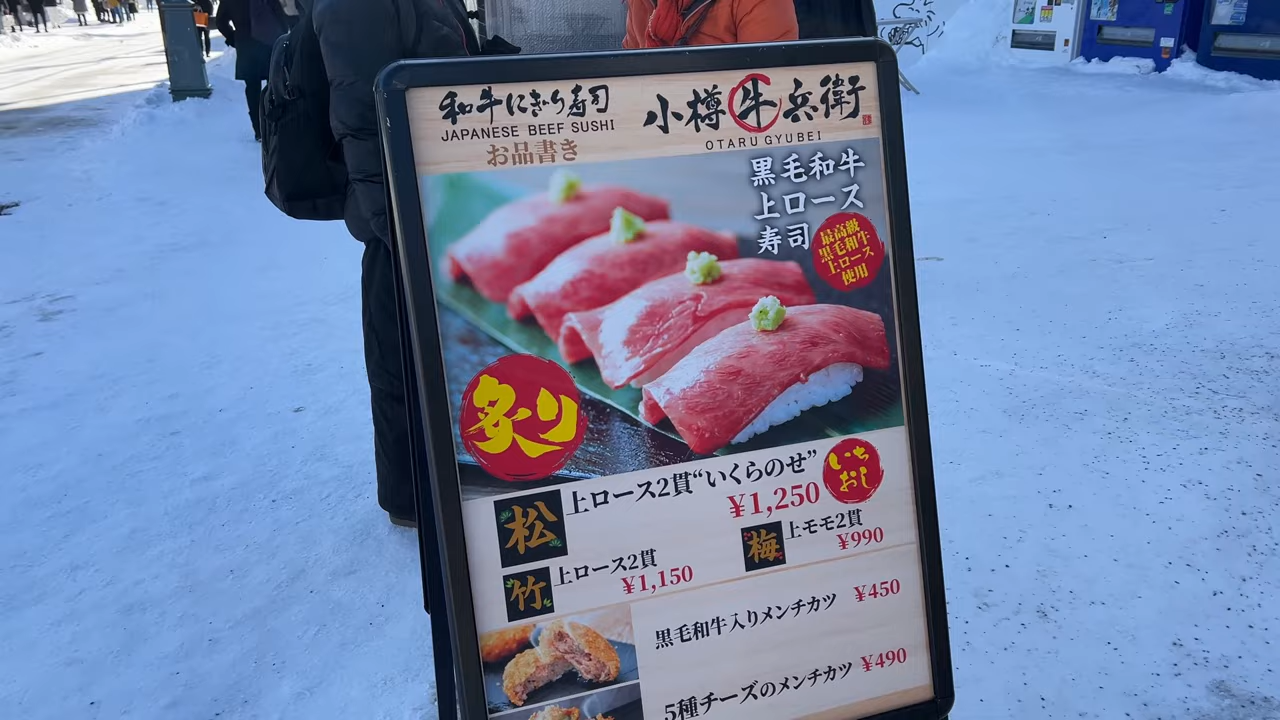 和牛にぎり寿司
JAPANESE BEEF SUSHI
お品書き
小樽牛兵衛
OTARU GYUBEI
黒毛和牛
上ロース
寿司
最高級
黒毛和牛
上ロース
使用
炙り
松
上ロース2貫“いくらのせ”
¥1,250
いち
おし
竹
上ロース2貫
¥1,150
梅
上モモ2貫
¥990
黒毛和牛入りメンチカツ ¥450
5種チーズのメンチカツ ¥490